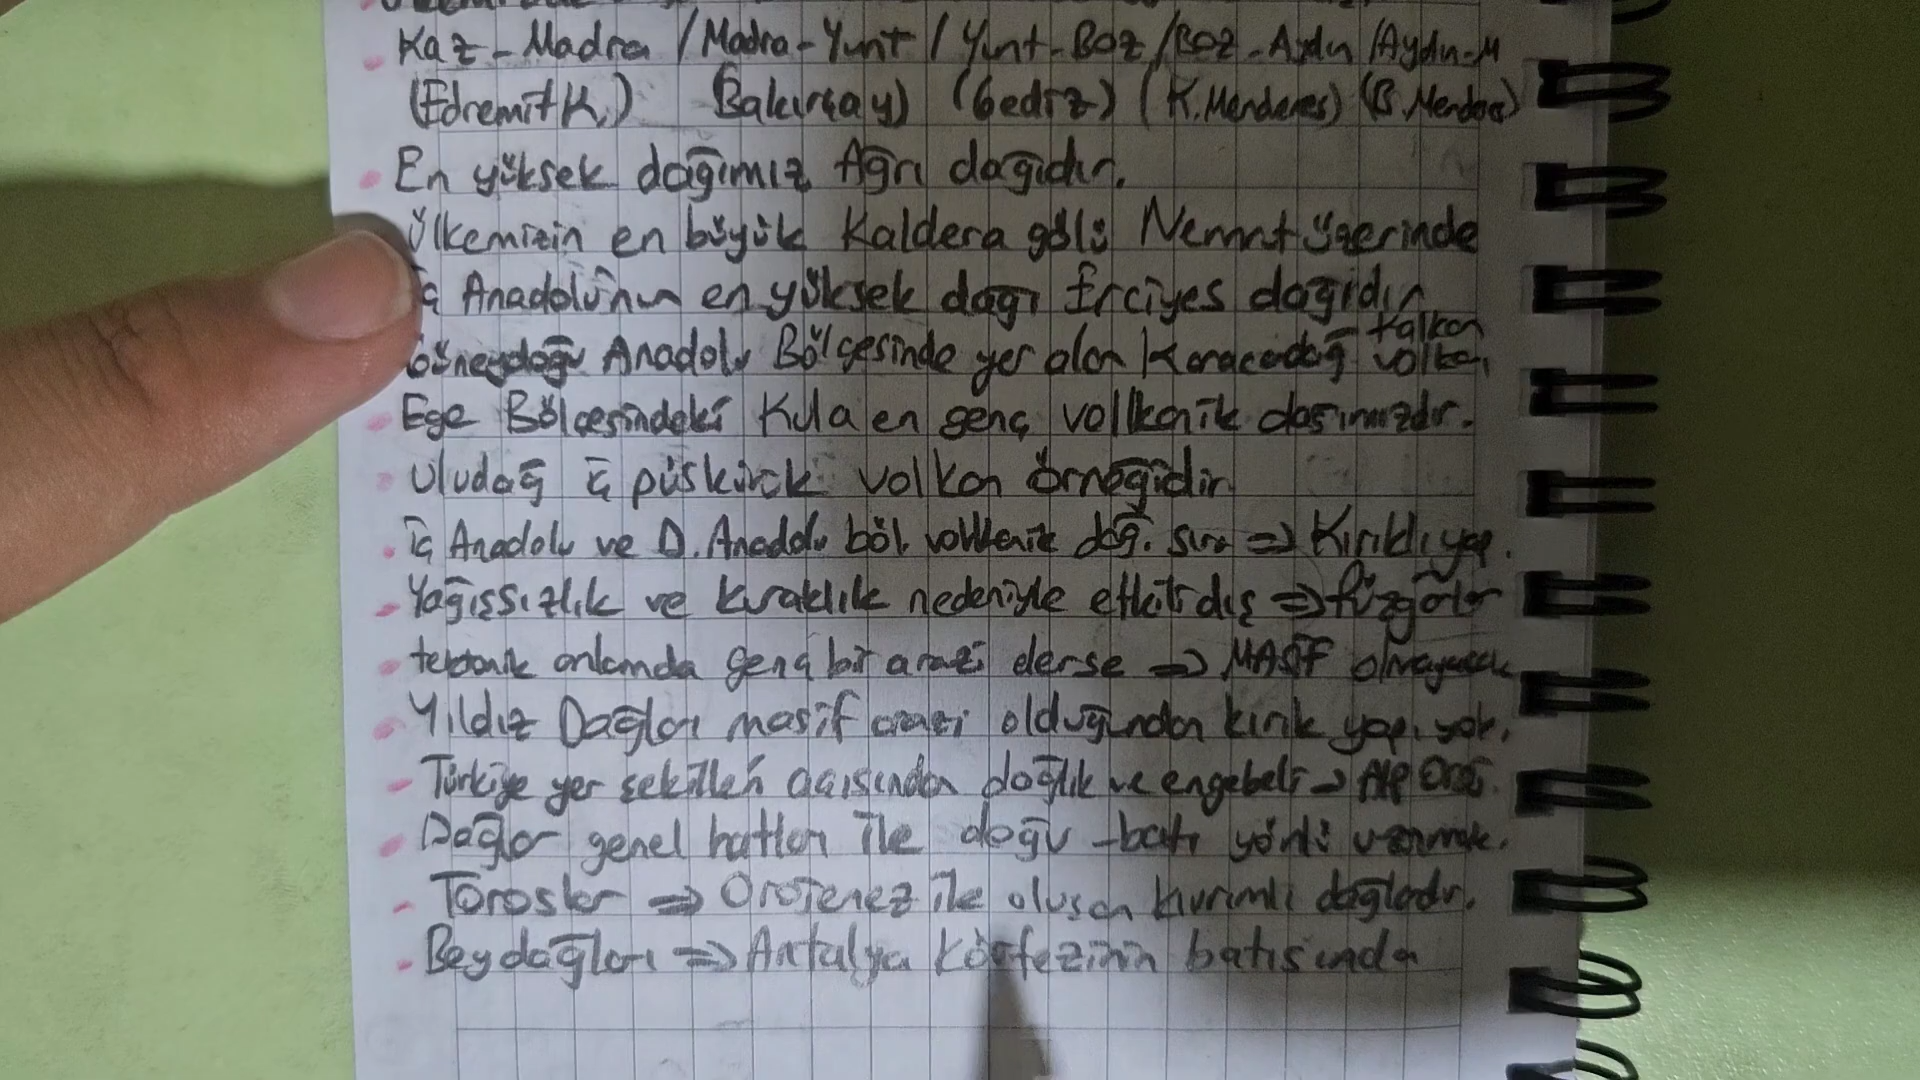 Kaz - Madra / Madra - Yunt / Yunt - Boz / Boz - Aydın / Aydın - M
(Edremit K.) Bakırçay) (Gediz) (K. Menderes) (B. Menderes)
En yüksek dağımız Ağrı dağıdır.
Ülkemizin en büyük Kaldera gölü Nemrut üzerinde
İç Anadolu'nun en yüksek dağı Erciyes dağıdır
Güneydoğu Anadolu Bölgesinde yer alan Karacadağ kalkan volkan
Ege Bölgesindeki Kula en genç volkanik dağımızdır.
Uludağ iç püskürük volkan örneğidir
İç Anadolu ve D. Anadolu böl. volkanik dağ. sıra ⇒ Kırıklı yap.
Yağışsızlık ve kuraklık nedeniyle etkili dış ⇒ Rüzgarlar
tektonik anlamda genç bir arazi derse ⇒ MASİF olmayacak
Yıldız Dağları masif arazi olduğundan kırık yapı yok.
Türkiye yer şekilleri açısından dağlık ve engebeli → Alp Oroj.
Dağlar genel hatları ile doğu - batı yönlü uzanmak.
Toroslar ⇒ Orojenez ile oluşan kıvrımlı dağlardır.
Beydağları ⇒ Antalya Körfezinin batısında